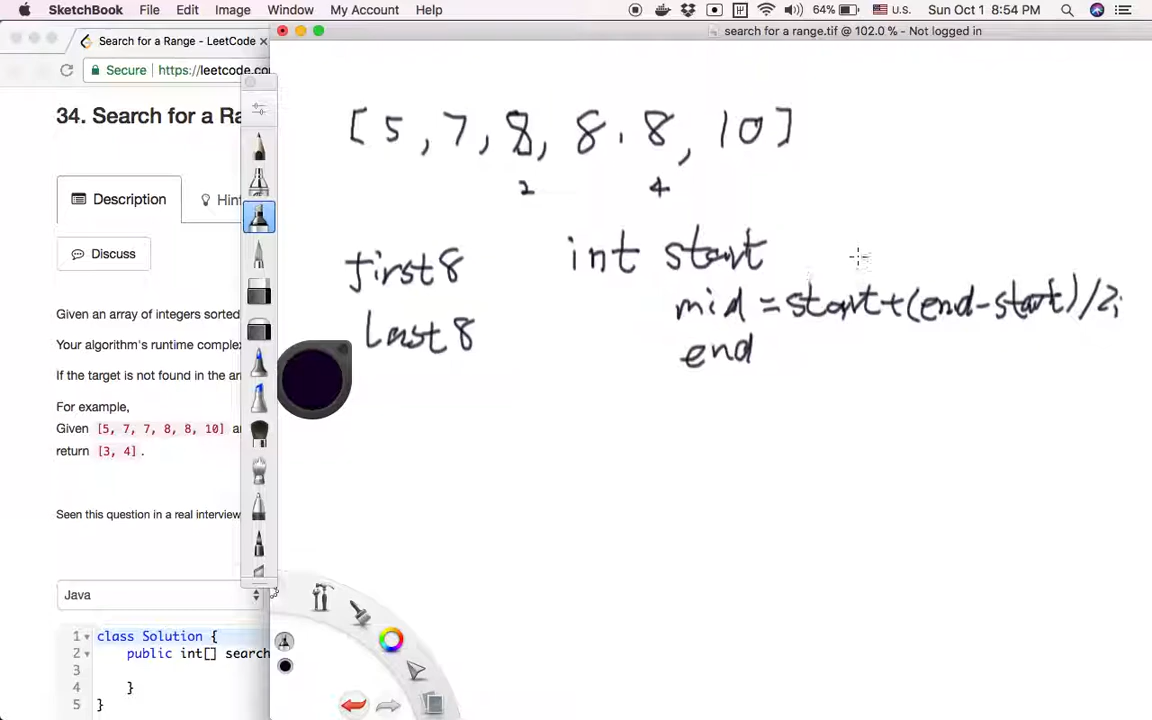 SketchBook File Edit Image Window My Account Help 64% U.S. Sun Oct 1 8:54 PM
Search for a Range - LeetCode
search for a range.tif @ 102.0 % - Not logged in
Secure https://leetcode.co
34. Search for a Ra
Description
Hint
Discuss
Given an array of integers sorted
Your algorithm's runtime complex
If the target is not found in the arr
For example,
Given [5, 7, 7, 8, 8, 10] an
return [3, 4].
Seen this question in a real interview
Java
1 class Solution {
2 public int[] search
3
4 }
5 }
[5, 7, 8, 8, 8, 10]
2 4
first 8
last 8
int start
mid = start+(end-start)/2;
end